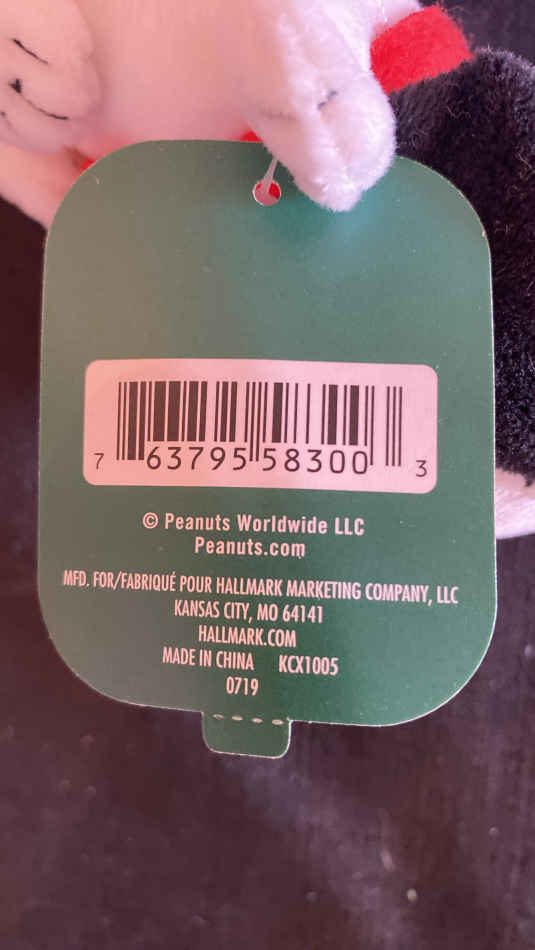 7 63795 58300 3
© Peanuts Worldwide LLC
Peanuts.com
MFD. FOR/FABRIQUÉ POUR HALLMARK MARKETING COMPANY, LLC
KANSAS CITY, MO 64141
HALLMARK.COM
MADE IN CHINA KCX1005
0719